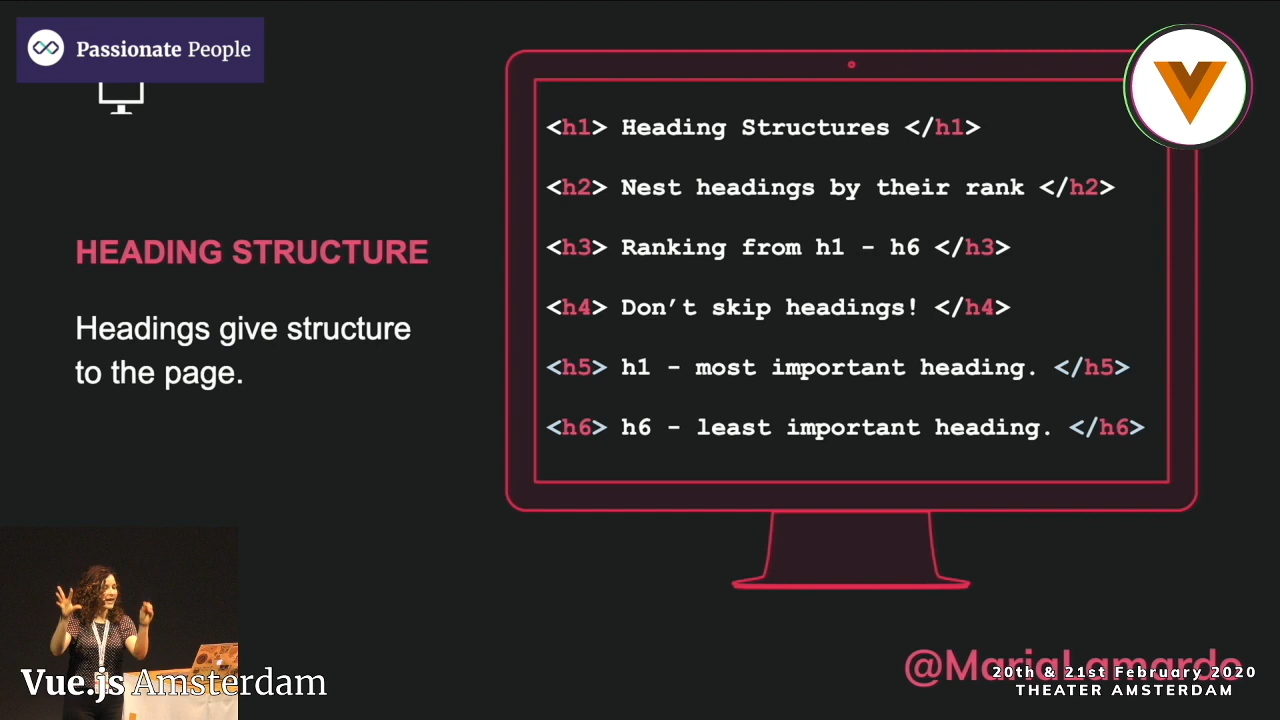 Passionate People
HEADING STRUCTURE
Headings give structure
to the page.
<h1> Heading Structures </h1>
<h2> Nest headings by their rank </h2>
<h3> Ranking from h1 - h6 </h3>
<h4> Don’t skip headings! </h4>
<h5> h1 - most important heading. </h5>
<h6> h6 - least important heading. </h6>
Vue.js Amsterdam
@MariaLamardo
20th & 21st February 2020
THEATER AMSTERDAM